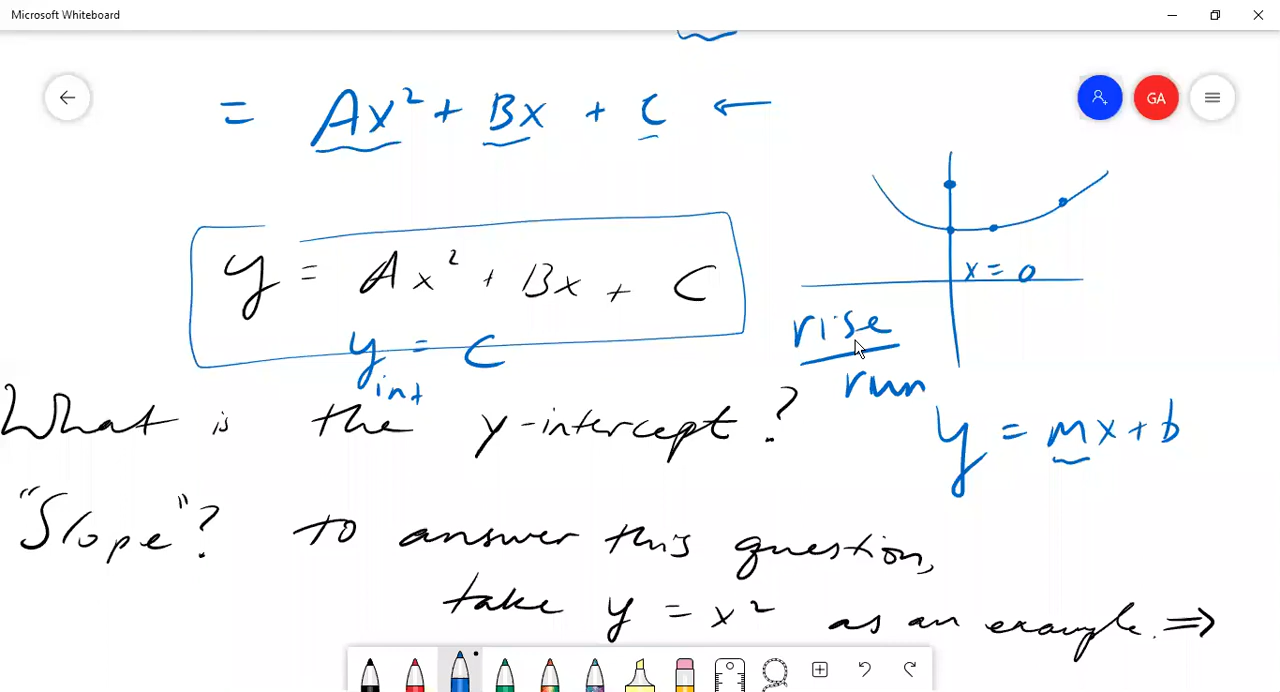 Microsoft Whiteboard
GA
= Ax² + Bx + C ←
y = Ax² + Bx + C
y int = C
x = 0
rise
run
y = mx + b
What is the y-intercept?
"Slope"? to answer this question,
take y = x² as an example. ⇒